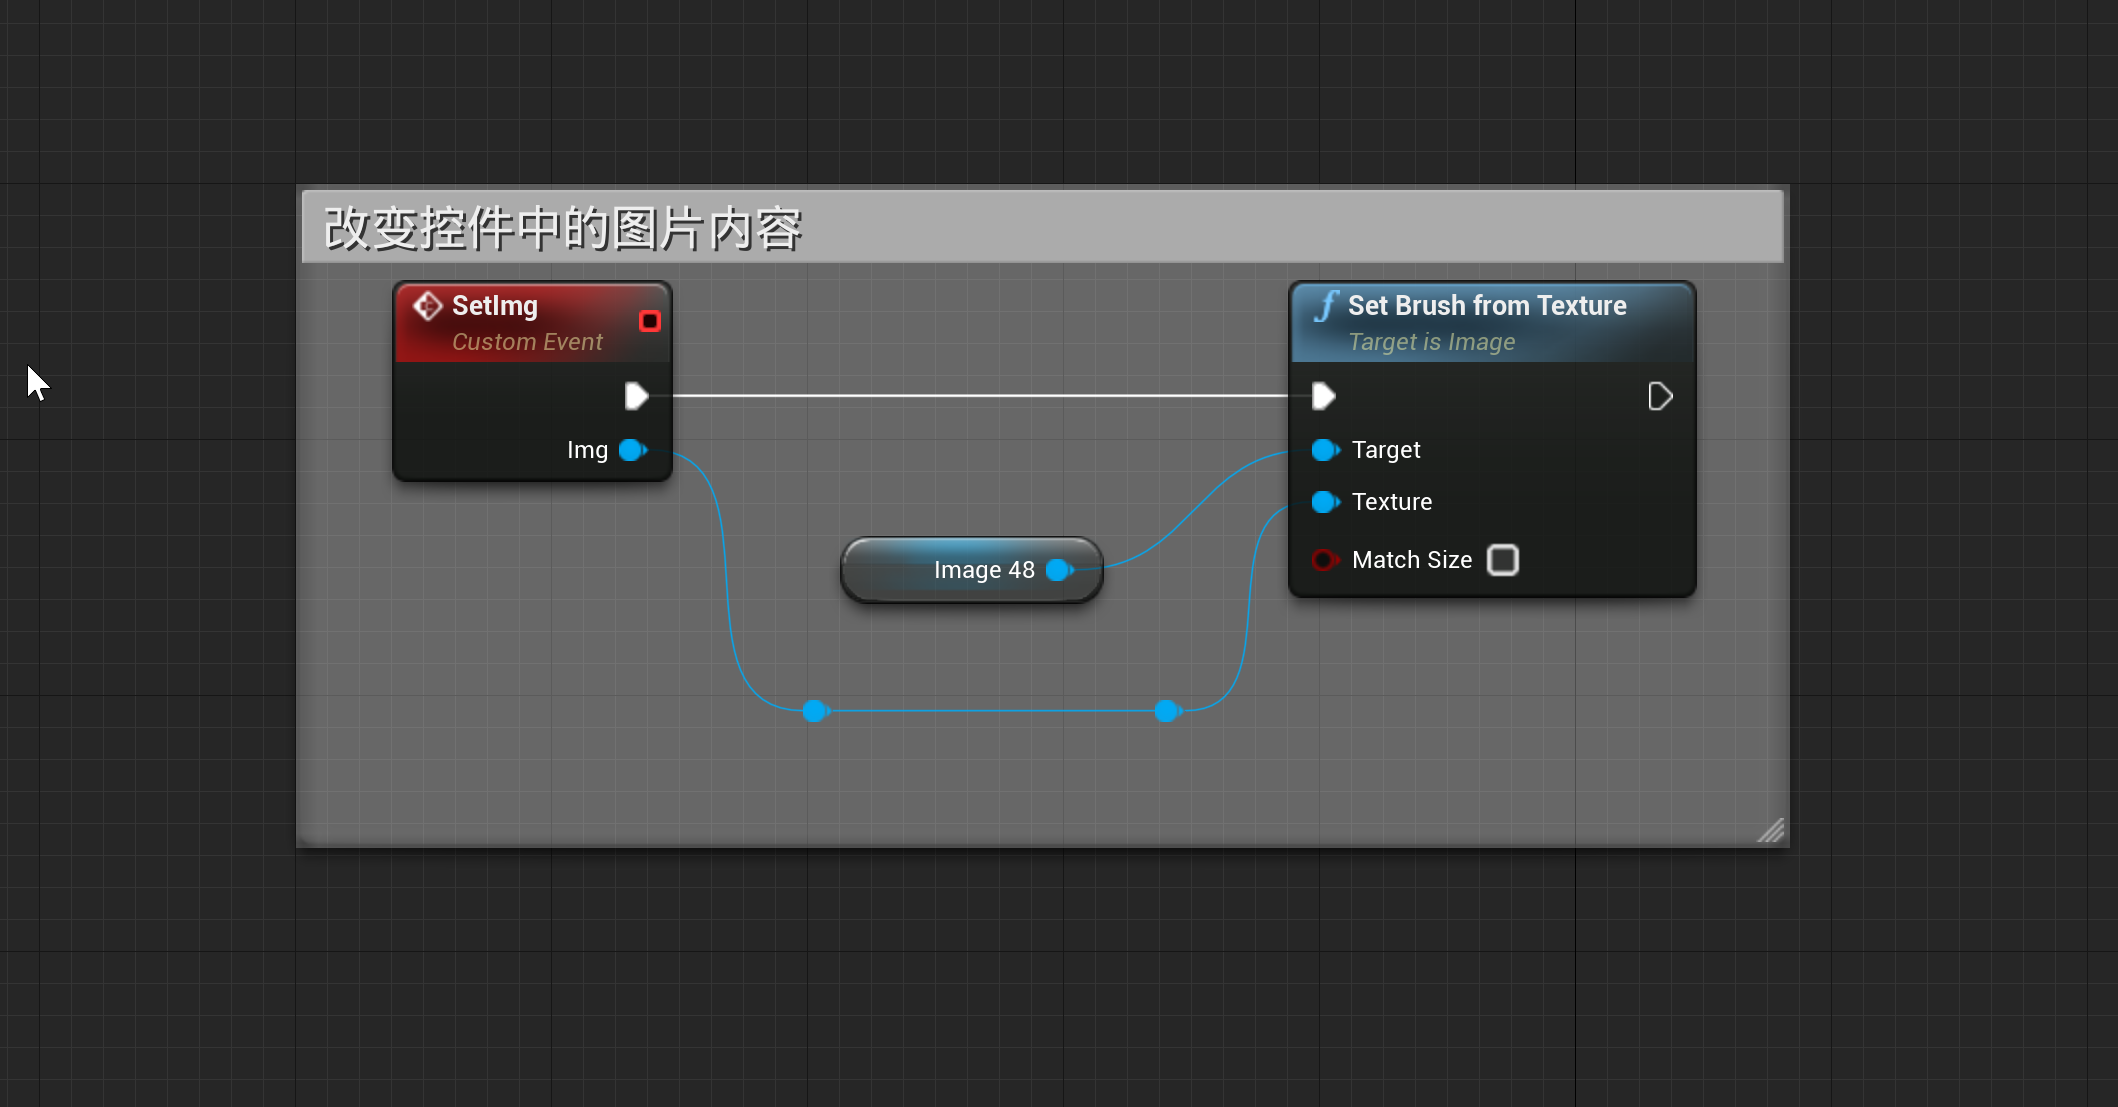 改变控件中的图片内容
SetImg
Custom Event
Img
Image 48
Set Brush from Texture
Target is Image
Target
Texture
Match Size